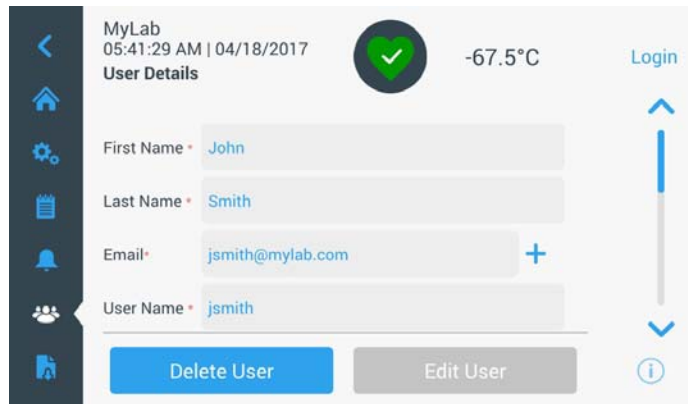 MyLab
05:41:29 AM | 04/18/2017
User Details
-67.5°C
Login
First Name * John
Last Name * Smith
Email* jsmith@mylab.com +
User Name * jsmith
Delete User
Edit User
i